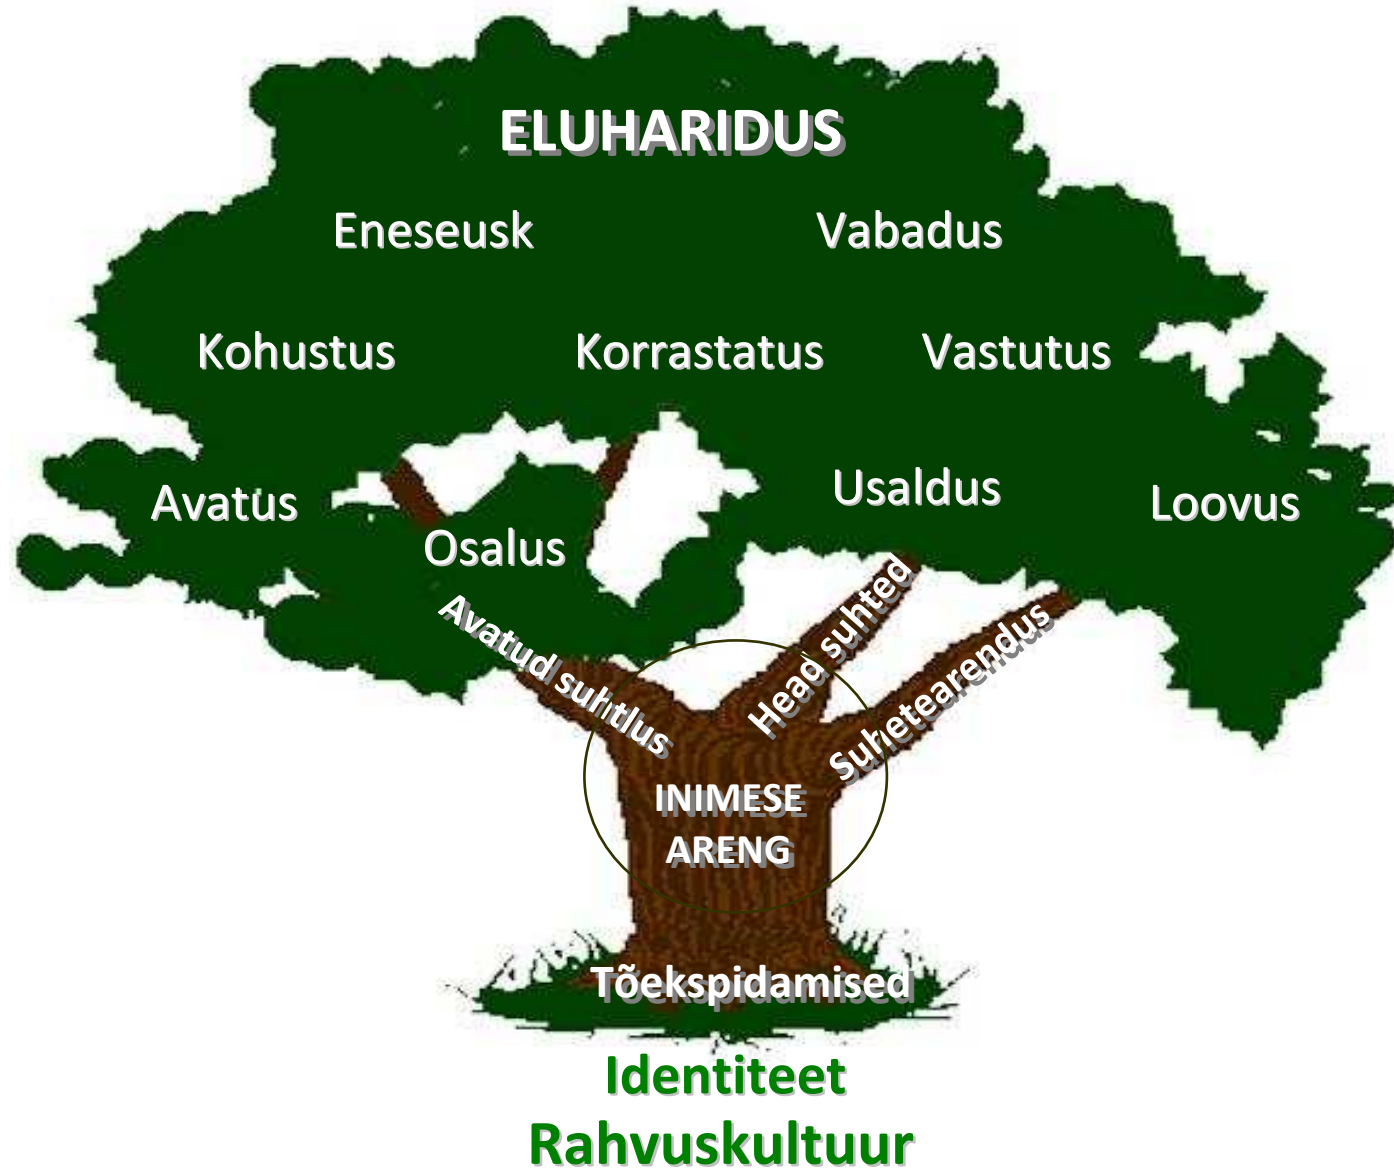 ELUHARIDUS
Eneseusk Vabadus
Kohustus Korrastatus Vastutus
Avatus Usaldus Loovus
Osalus
Avatud suhtlus Head suhted Suhetearendus
INIMESE
ARENG
Tõekspidamised
Identiteet
Rahvuskultuur